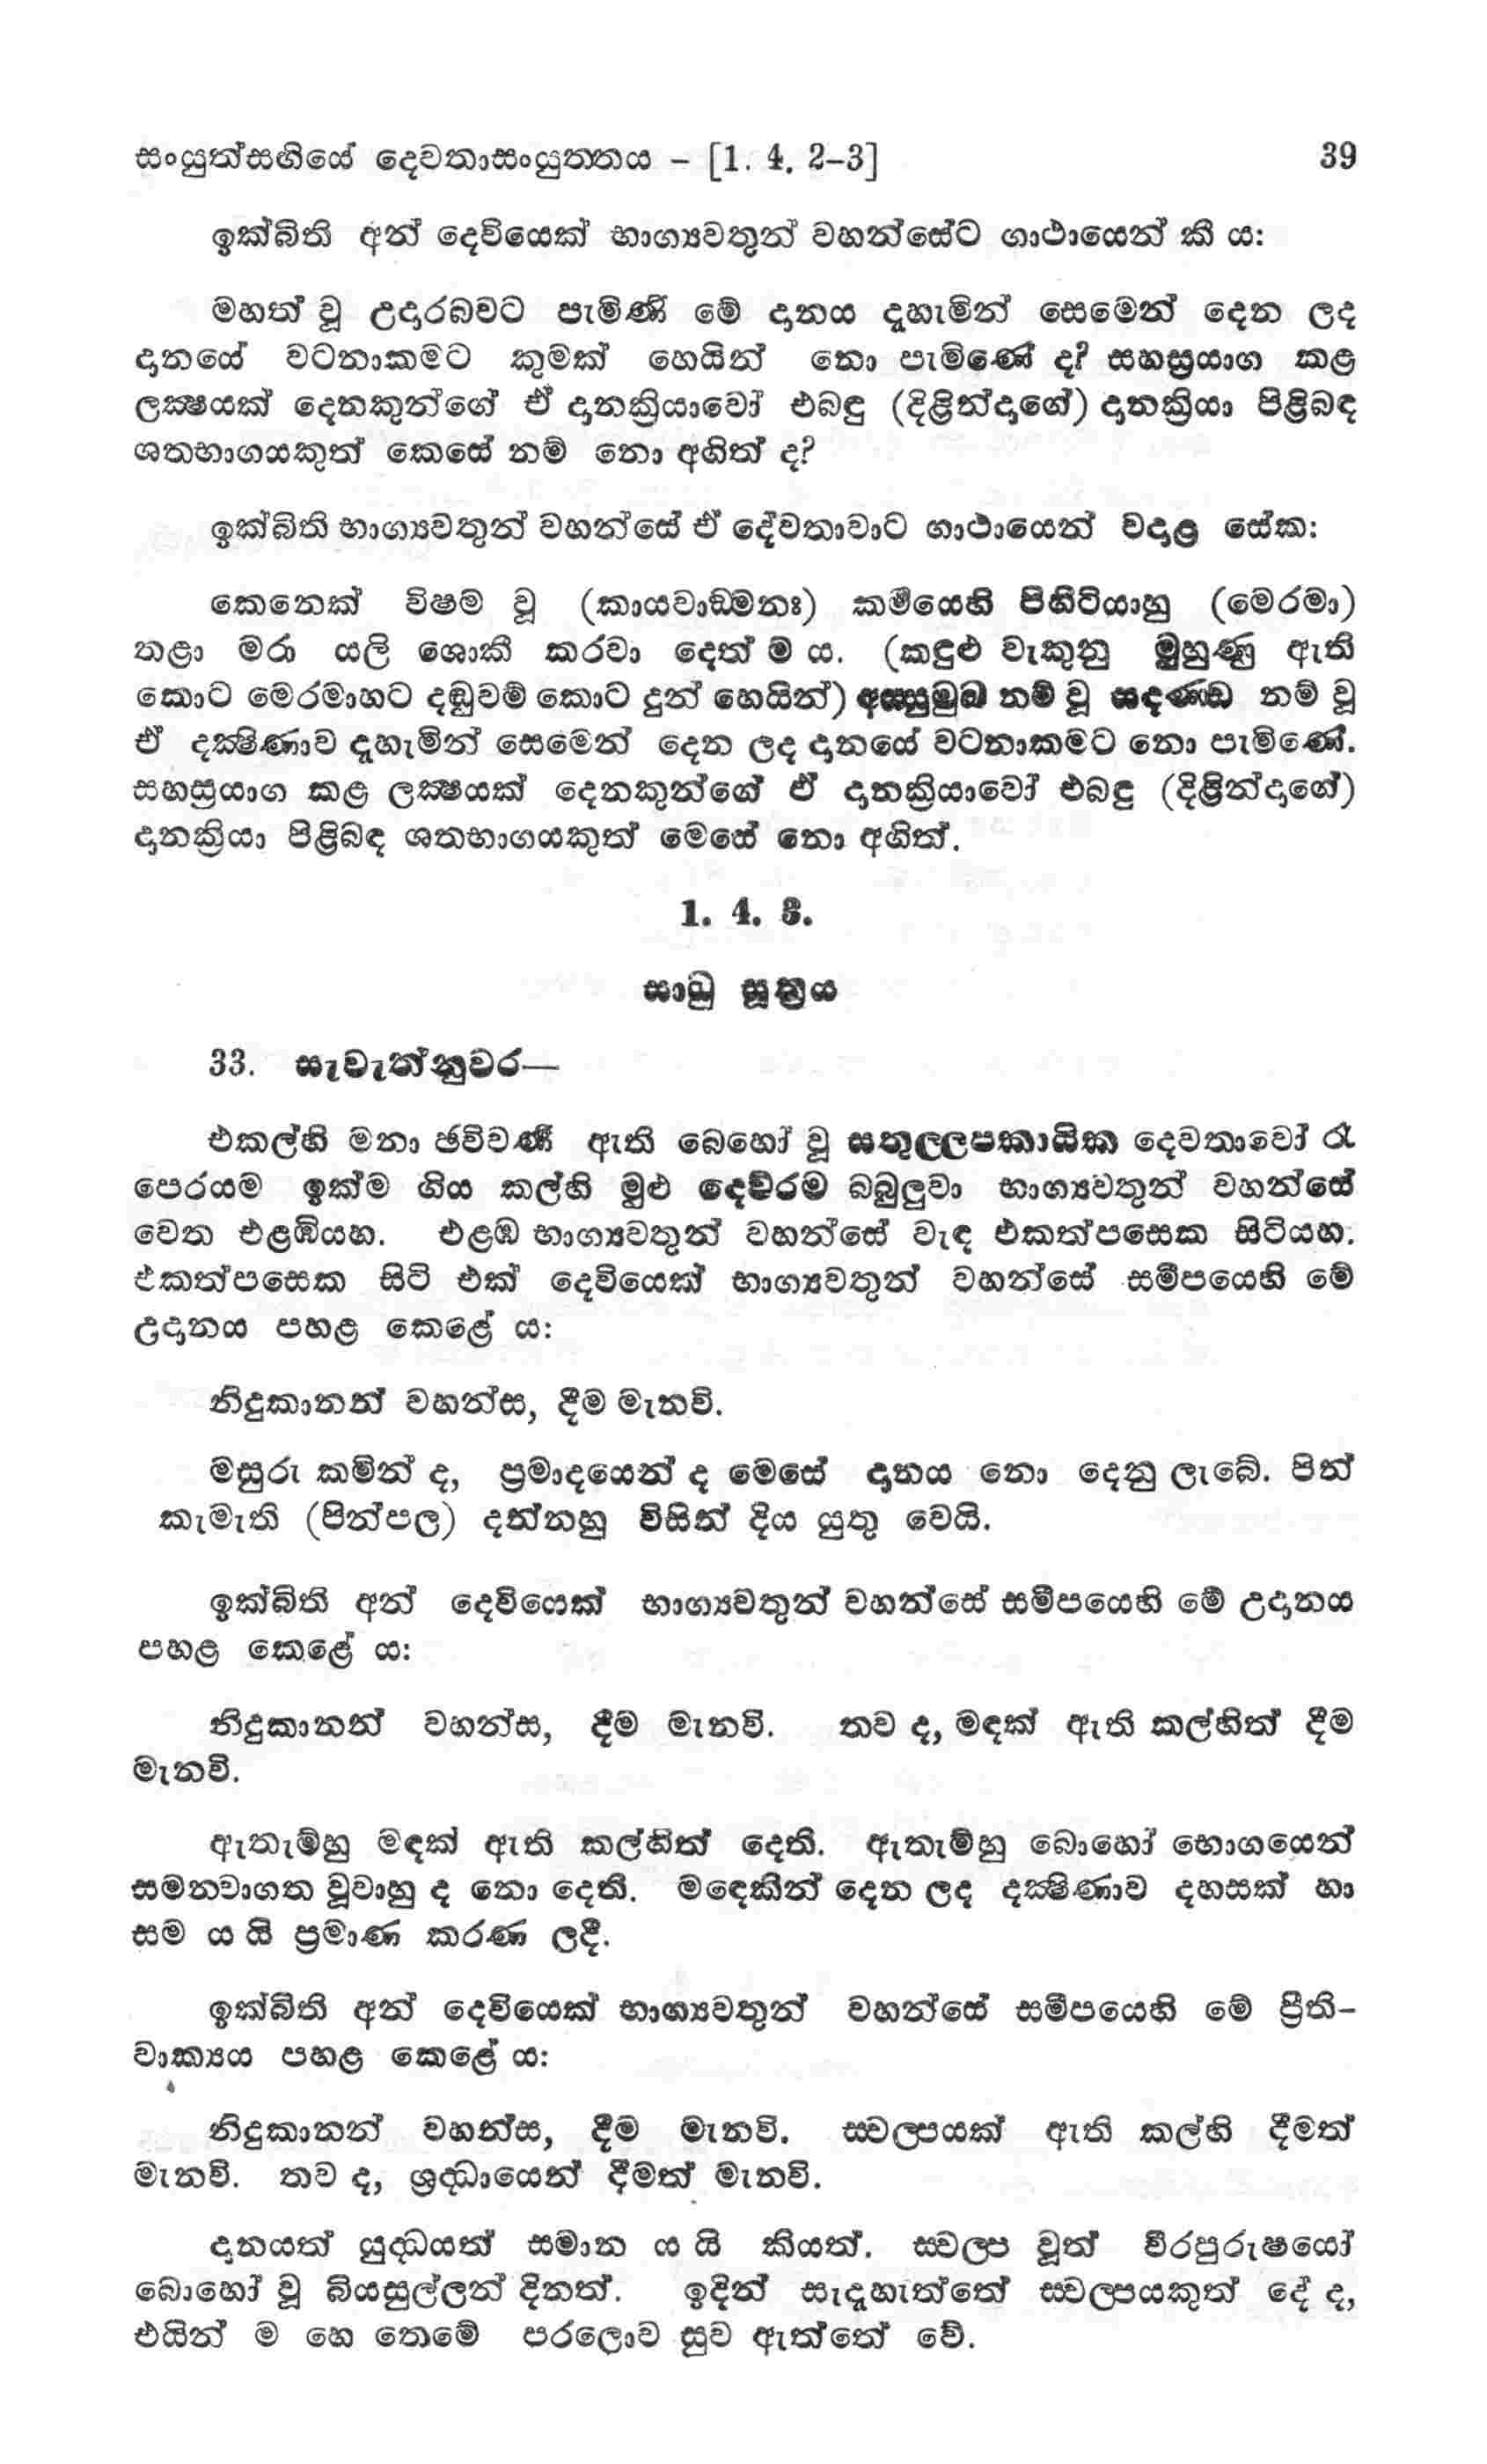 සංයුත්සඟියේ දෙවතාසංයුත්තය – [1. 4. 2–3] 39
ඉක්බිති අන් දෙවියෙක් භාග්‍යවතුන් වහන්සේට ගාථායෙන් කී ය:
මහත් වූ උදාරබවට පැමිණි මේ දානය දැහැමින් සෙමෙන් දෙන ලද
දානයේ වටනාකමට කුමක් හෙයින් නො පැමිණේ ද? සහස්‍රයාග කළ
ලක්‍ෂයක් දෙනකුන්ගේ ඒ දානක්‍රියාවෝ එබඳු (දිළින්දාගේ) දානක්‍රියා පිළිබඳ
ශතභාගයකුත් කෙසේ නම් නො අගිත් ද?
ඉක්බිති භාග්‍යවතුන් වහන්සේ ඒ දේවතාවාට ගාථායෙන් වදාළ සේක:
කෙනෙක් විෂම වූ (කායවාඞ්මනඃ) කර්‍මයෙහි පිහිටියාහු (මෙරමා)
තළා මරා යලි ශොකී කරවා දෙත් ම ය. (කඳුළු වැකුනු මුහුණු ඇති
කොට මෙරමාහට දඬුවම් කොට දුන් හෙයින්) අස්සුමුඛ නම් වූ සදණ්ඩ නම් වූ
ඒ දක්‍ෂිණාව දැහැමින් සෙමෙන් දෙන ලද දානයේ වටනාකමට නො පැමිණේ.
සහස්‍රයාග කළ ලක්‍ෂයක් දෙනකුන්ගේ ඒ දානක්‍රියාවෝ එබඳු (දිළින්දාගේ)
දානක්‍රියා පිළිබඳ ශතභාගයකුත් මෙසේ නො අගිත්.
1. 4. 3.
සාධු සූත්‍රය
33. සැවැත්නුවර—
එකල්හි මනා ඡවිවර්‍ණ ඇති බෙහෝ වූ සතුල්ලපකායික දෙවතාවෝ රෑ
පෙරයම ඉක්ම ගිය කල්හි මුළු දෙව්රම බබුලුවා භාග්‍යවතුන් වහන්සේ
වෙත එළඹියහ. එළඹ භාග්‍යවතුන් වහන්සේ වැඳ එකත්පසෙක සිටියහ.
එකත්පසෙක සිටි එක් දෙවියෙක් භාග්‍යවතුන් වහන්සේ සමීපයෙහි මේ
උදානය පහළ කෙළේ ය:
නිදුකානන් වහන්ස, දීම මැනවි.
මසුරු කමින් ද, ප්‍රමාදයෙන් ද මෙසේ දානය නො දෙනු ලැබේ. පින්
කැමැති (පින්පල) දන්නහු විසින් දිය යුතු වෙයි.
ඉක්බිති අන් දෙවියෙක් භාග්‍යවතුන් වහන්සේ සමීපයෙහි මේ උදානය
පහළ කෙළේ ය:
නිදුකානන් වහන්ස, දීම මැනවි. තව ද, මඳක් ඇති කල්හිත් දීම
මැනවි.
ඇතැම්හු මඳක් ඇති කල්හිත් දෙති. ඇතැම්හු බොහෝ භොගයෙන්
සමන්වාගත වූවාහු ද නො දෙති. මඳෙකින් දෙන ලද දක්‍ෂිණාව දහසක් හා
සම ය යි ප්‍රමාණ කරණ ලදී.
ඉක්බිති අන් දෙවියෙක් භාග්‍යවතුන් වහන්සේ සමීපයෙහි මේ ප්‍රීති-
වාක්‍යය පහළ කෙළේ ය:
නිදුකානන් වහන්ස, දීම මැනවි. ස්වල්පයක් ඇති කල්හි දීමත්
මැනවි. තව ද, ශ්‍රද්ධායෙන් දීමත් මැනවි.
දානයත් යුද්ධයත් සමාන ය යි කියත්. ස්වල්ප වූත් වීරපුරුෂයෝ
බොහෝ වූ බියසුල්ලන් දිනත්. ඉදින් සැදැහැත්තේ ස්වල්පයකුත් දේ ද,
එයින් ම හෙ තෙමේ පරලොව සුව ඇත්තේ වේ.